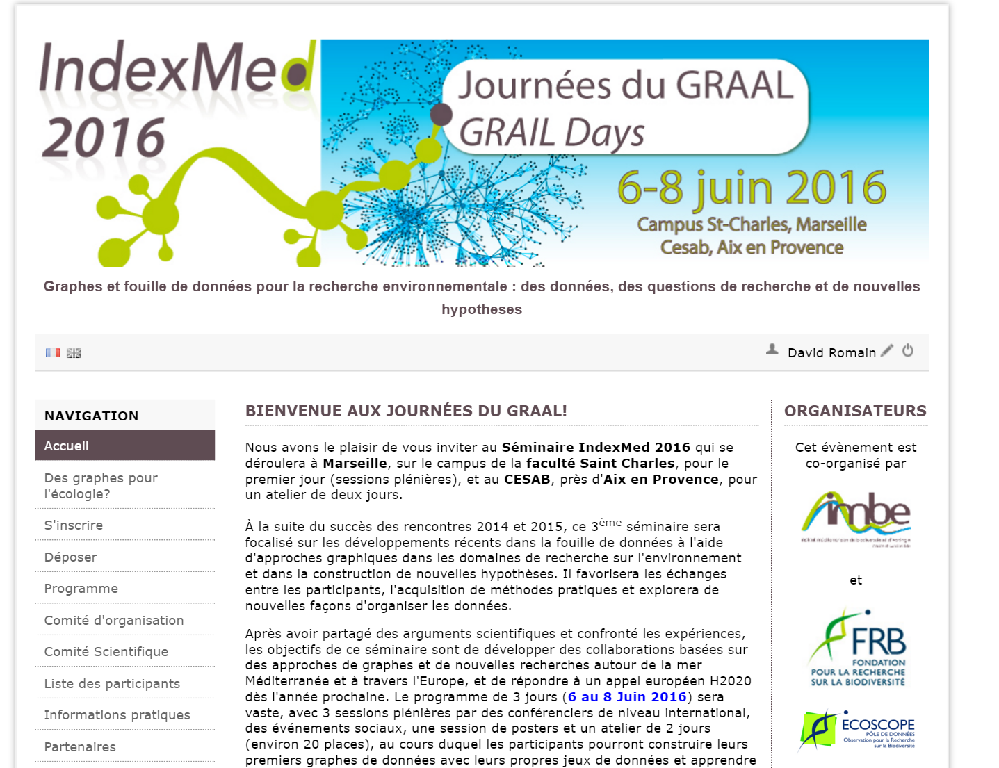 IndexMed
2016
Journées du GRAAL
GRAIL Days
6-8 juin 2016
Campus St-Charles, Marseille
Cesab, Aix en Provence
Graphes et fouille de données pour la recherche environnementale : des données, des questions de recherche et de nouvelles
hypotheses
David Romain
NAVIGATION
Accueil
Des graphes pour
l'écologie?
S'inscrire
Déposer
Programme
Comité d'organisation
Comité Scientifique
Liste des participants
Informations pratiques
Partenaires
BIENVENUE AUX JOURNÉES DU GRAAL!
Nous avons le plaisir de vous inviter au Séminaire IndexMed 2016 qui se
déroulera à Marseille, sur le campus de la faculté Saint Charles, pour le
premier jour (sessions plénières), et au CESAB, près d'Aix en Provence, pour
un atelier de deux jours.
À la suite du succès des rencontres 2014 et 2015, ce 3ème séminaire sera
focalisé sur les développements récents dans la fouille de données à l'aide
d'approches graphiques dans les domaines de recherche sur l'environnement
et dans la construction de nouvelles hypothèses. Il favorisera les échanges
entre les participants, l'acquisition de méthodes pratiques et explorera de
nouvelles façons d'organiser les données.
Après avoir partagé des arguments scientifiques et confronté les expériences,
les objectifs de ce séminaire sont de développer des collaborations basées sur
des approches de graphes et de nouvelles recherches autour de la mer
Méditerranée et à travers l'Europe, et de répondre à un appel européen H2020
dès l'année prochaine. Le programme de 3 jours (6 au 8 Juin 2016) sera
vaste, avec 3 sessions plénières par des conférenciers de niveau international,
des événements sociaux, une session de posters et un atelier de 2 jours
(environ 20 places), au cours duquel les participants pourront construire leurs
premiers graphes de données avec leurs propres jeux de données et apprendre
ORGANISATEURS
Cet évènement est
co-organisé par
imbe
et
FRB
FONDATION
POUR LA RECHERCHE
SUR LA BIODIVERSITÉ
ECOSCOPE
PÔLE DE DONNÉES
Observation pour la Recherche
sur la Biodiversité